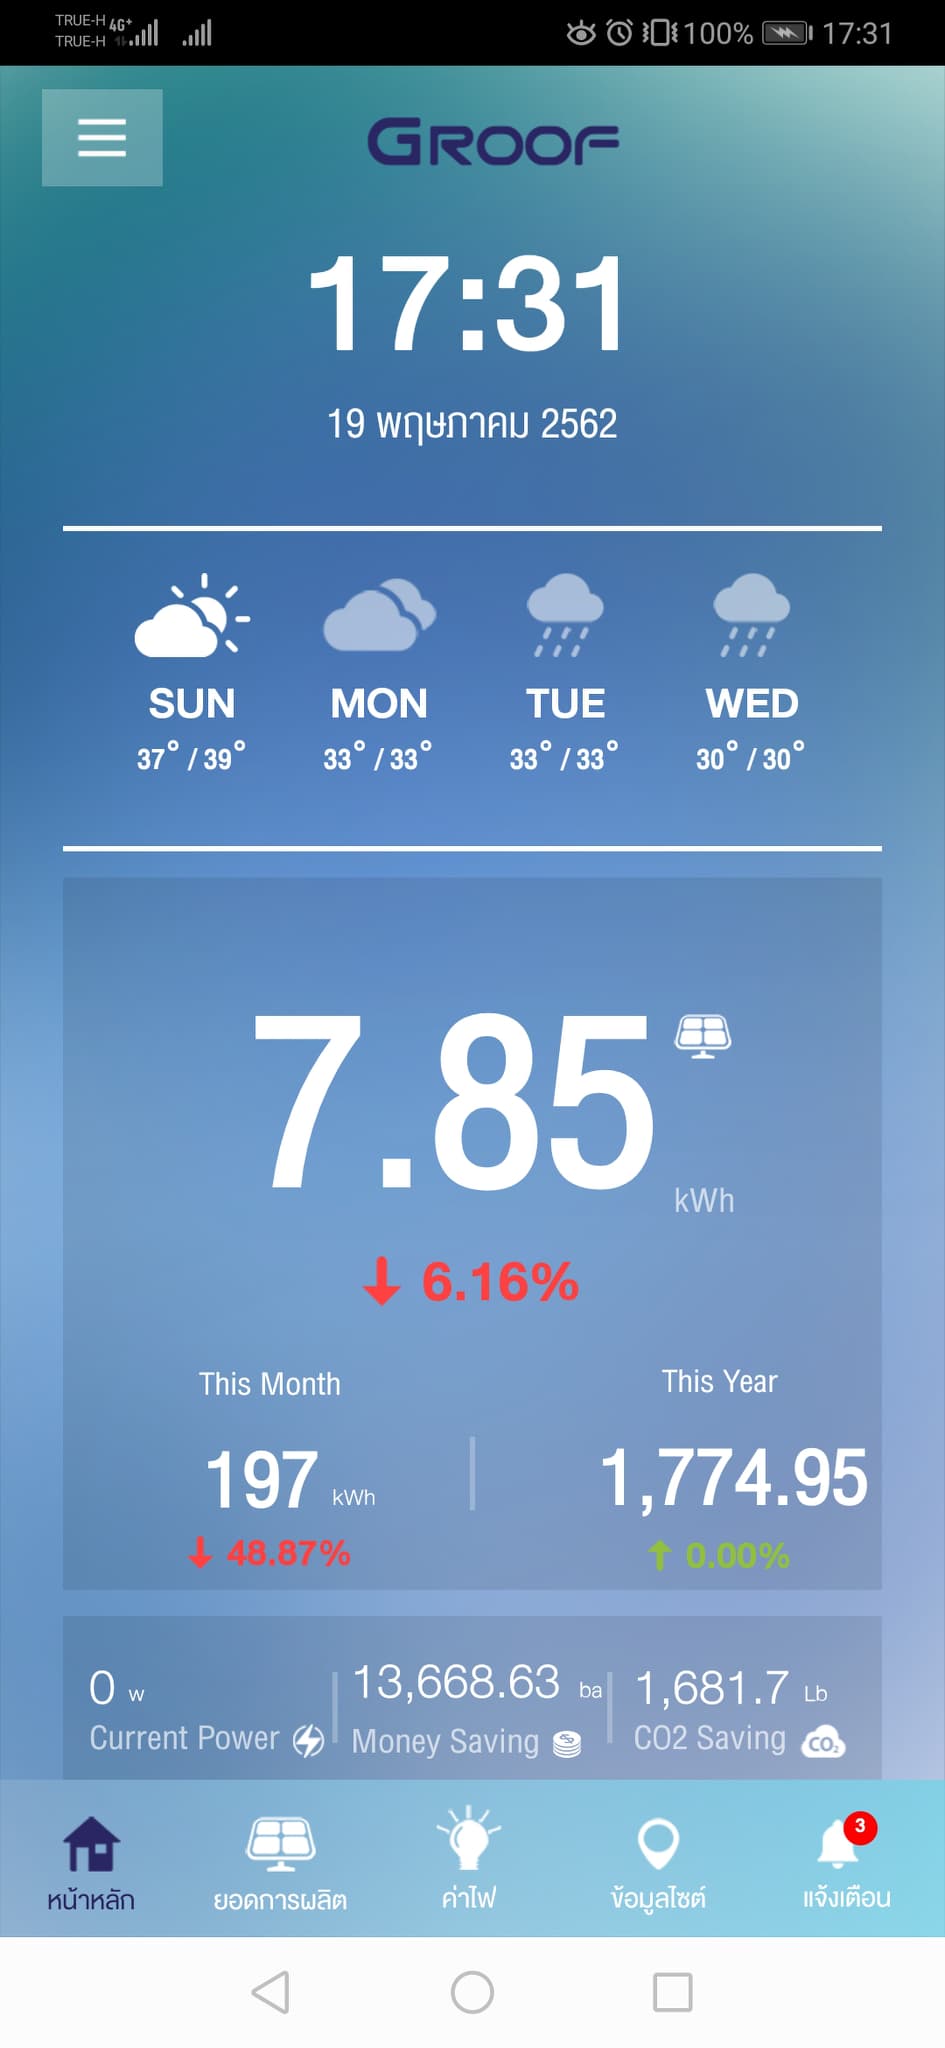 TRUE-H 4G+
TRUE-H
100% 17:31
GROOF
17:31
19 พฤษภาคม 2562
SUN MON TUE WED
37° / 39° 33° / 33° 33° / 33° 30° / 30°
7.85
kWh
6.16%
This Month This Year
197 kWh 1,774.95
48.87% 0.00%
0 w 13,668.63 ba 1,681.7 Lb
Current Power Money Saving CO2 Saving CO2
3
หน้าหลัก ยอดการผลิต ค่าไฟ ข้อมูลไซต์ แจ้งเตือน